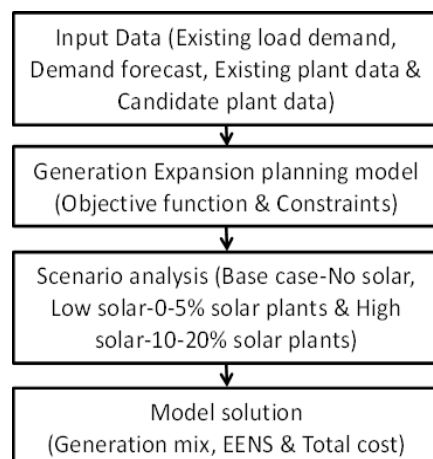 Input Data (Existing load demand,
Demand forecast, Existing plant data &
Candidate plant data)
Generation Expansion planning model
(Objective function & Constraints)
Scenario analysis (Base case-No solar,
Low solar-0-5% solar plants & High
solar-10-20% solar plants)
Model solution
(Generation mix, EENS & Total cost)